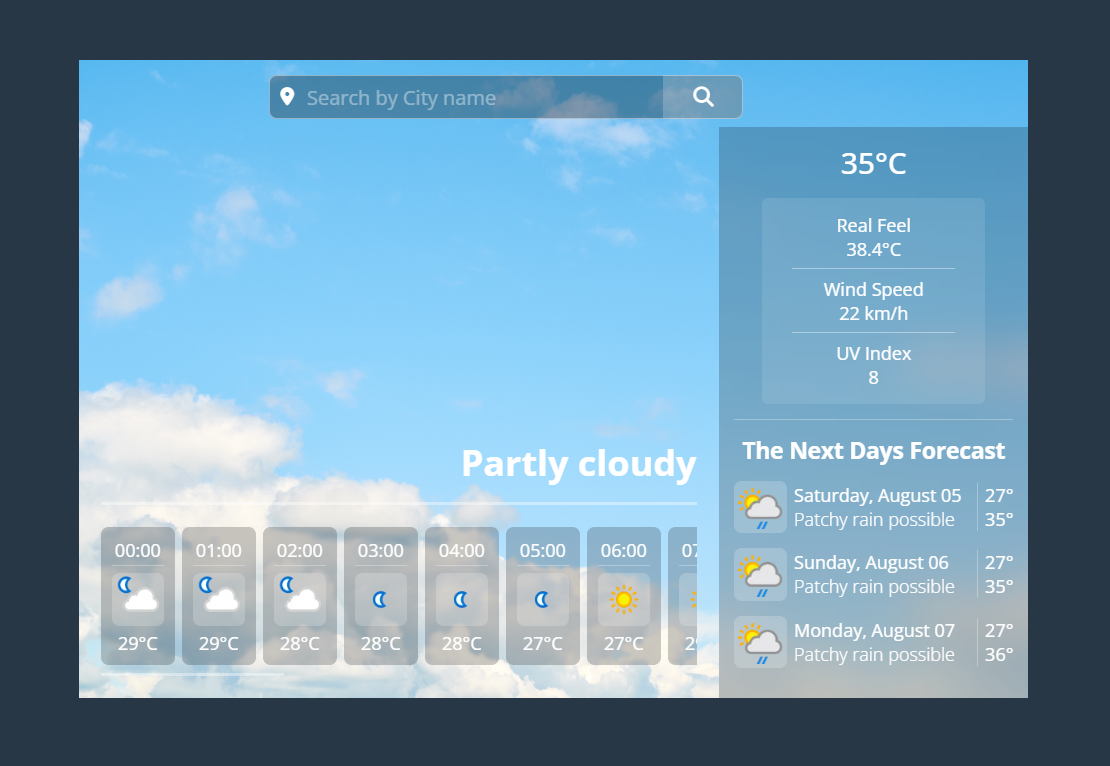 Search by City name
35°C
Real Feel
38.4°C
Wind Speed
22 km/h
UV Index
8
Partly cloudy
00:00 01:00 02:00 03:00 04:00 05:00 06:00 07
29°C 29°C 28°C 28°C 28°C 27°C 27°C 29
The Next Days Forecast
Saturday, August 05 27°
Patchy rain possible 35°
Sunday, August 06 27°
Patchy rain possible 35°
Monday, August 07 27°
Patchy rain possible 36°